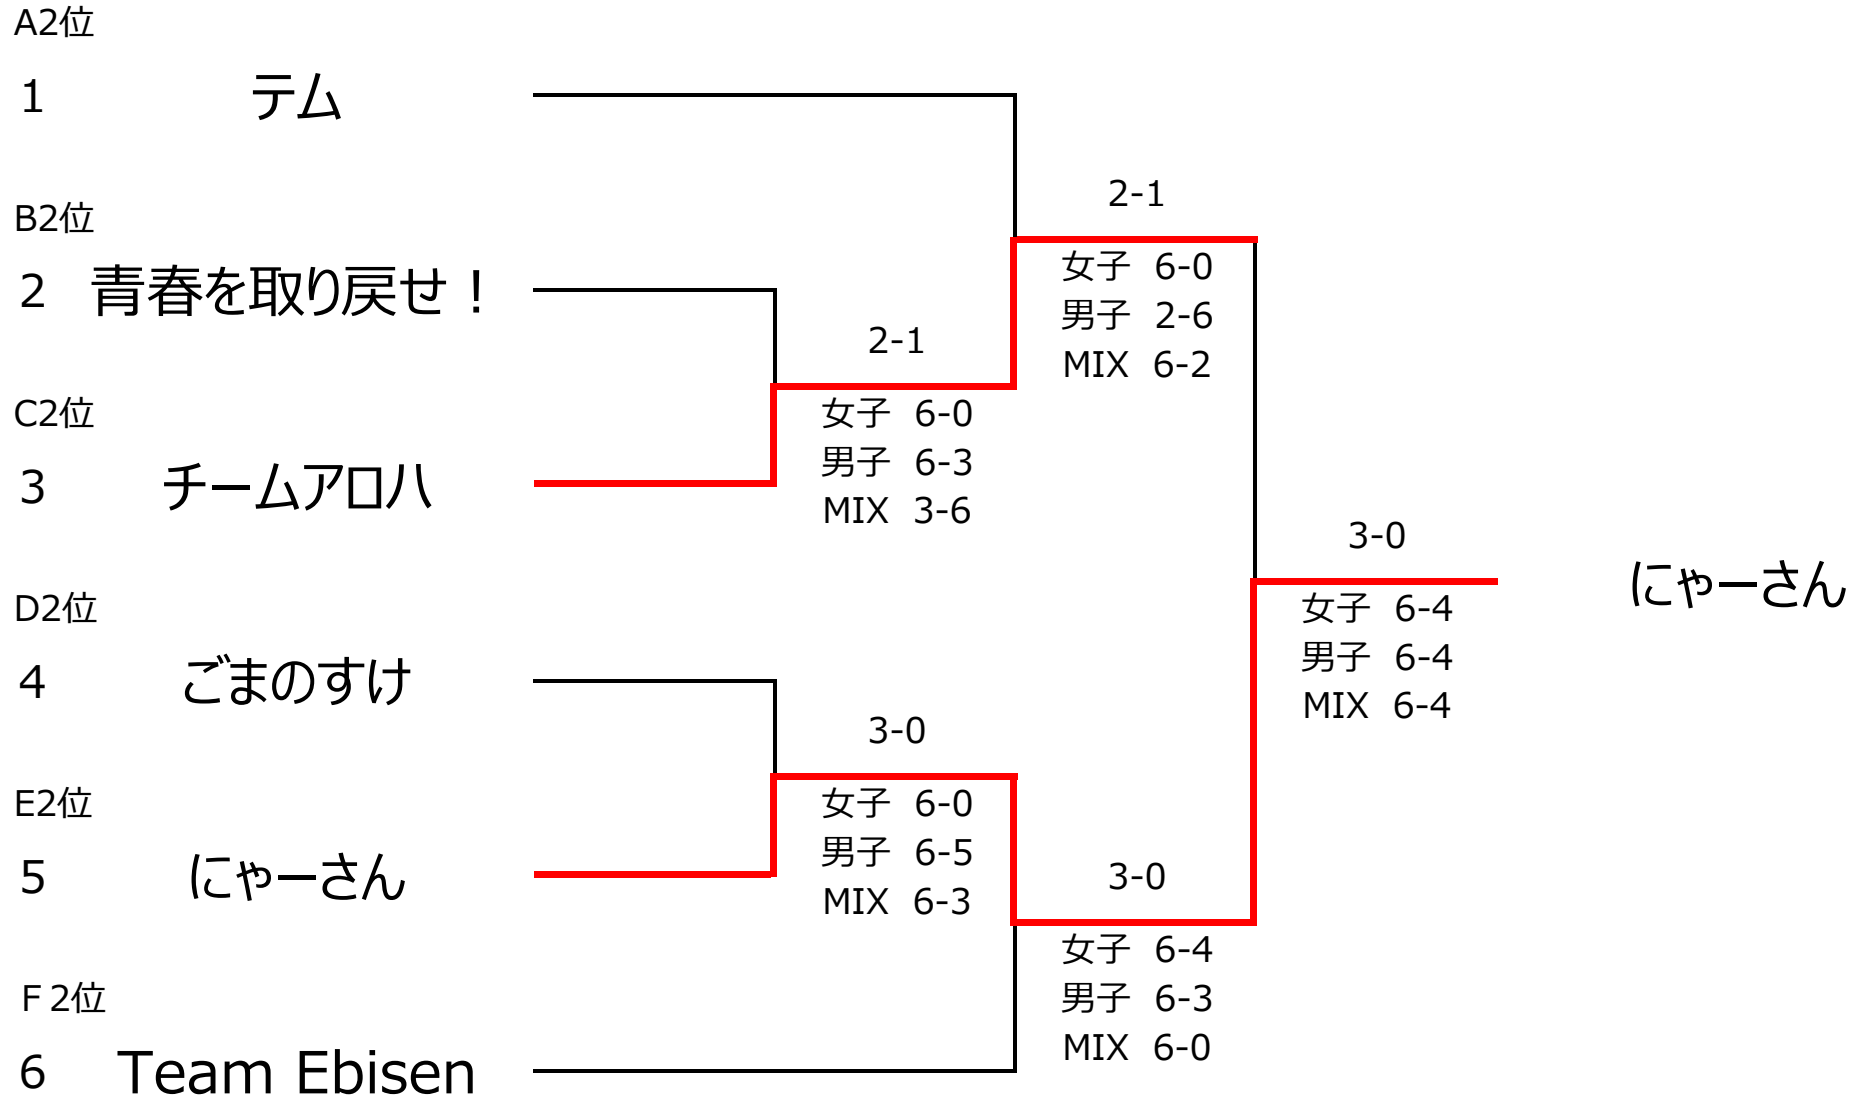 A2位
1 テム
2-1
B2位
女子 6-0
2 青春を取り戻せ！
男子 2-6
2-1
MIX 6-2
C2位
女子 6-0
男子 6-3
3 チームアロハ
MIX 3-6
3-0
にゃーさん
D2位
女子 6-4
男子 6-4
4 ごまのすけ
MIX 6-4
3-0
E2位
女子 6-0
男子 6-5
5 にゃーさん
3-0
MIX 6-3
女子 6-4
Ｆ2位
男子 6-3
MIX 6-0
6 Team Ebisen